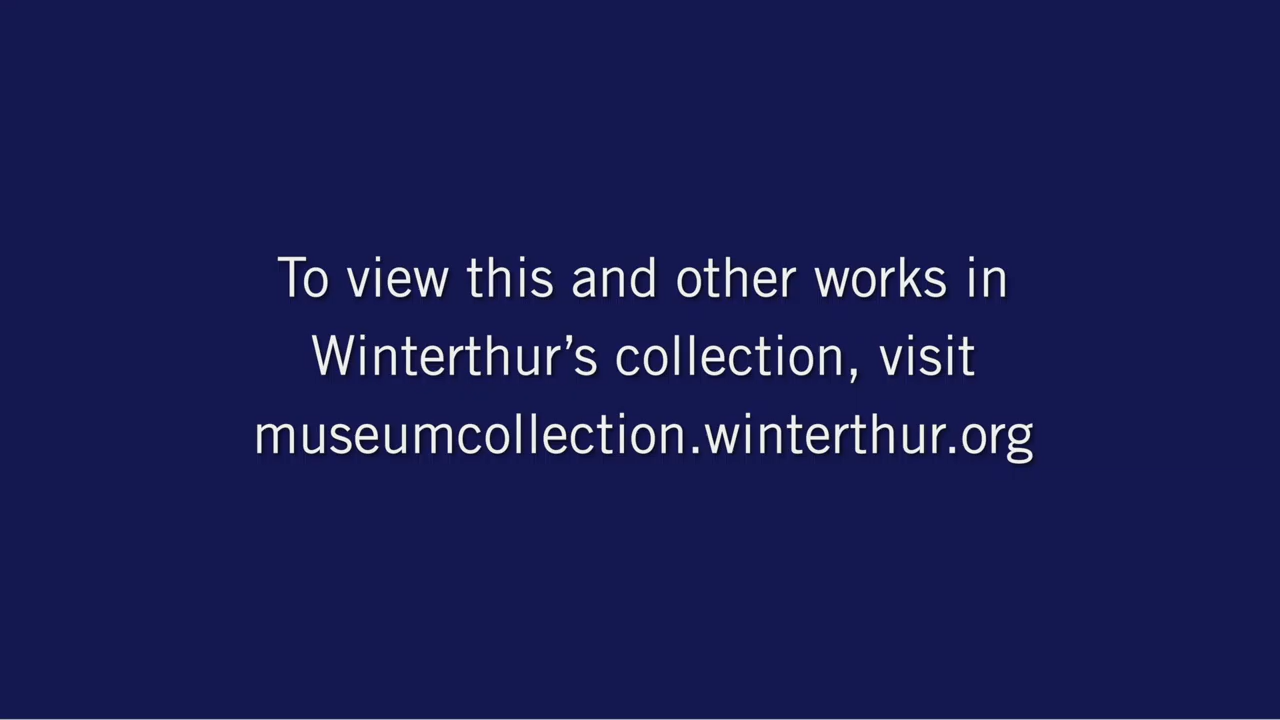 To view this and other works in
Winterthur’s collection, visit
museumcollection.winterthur.org